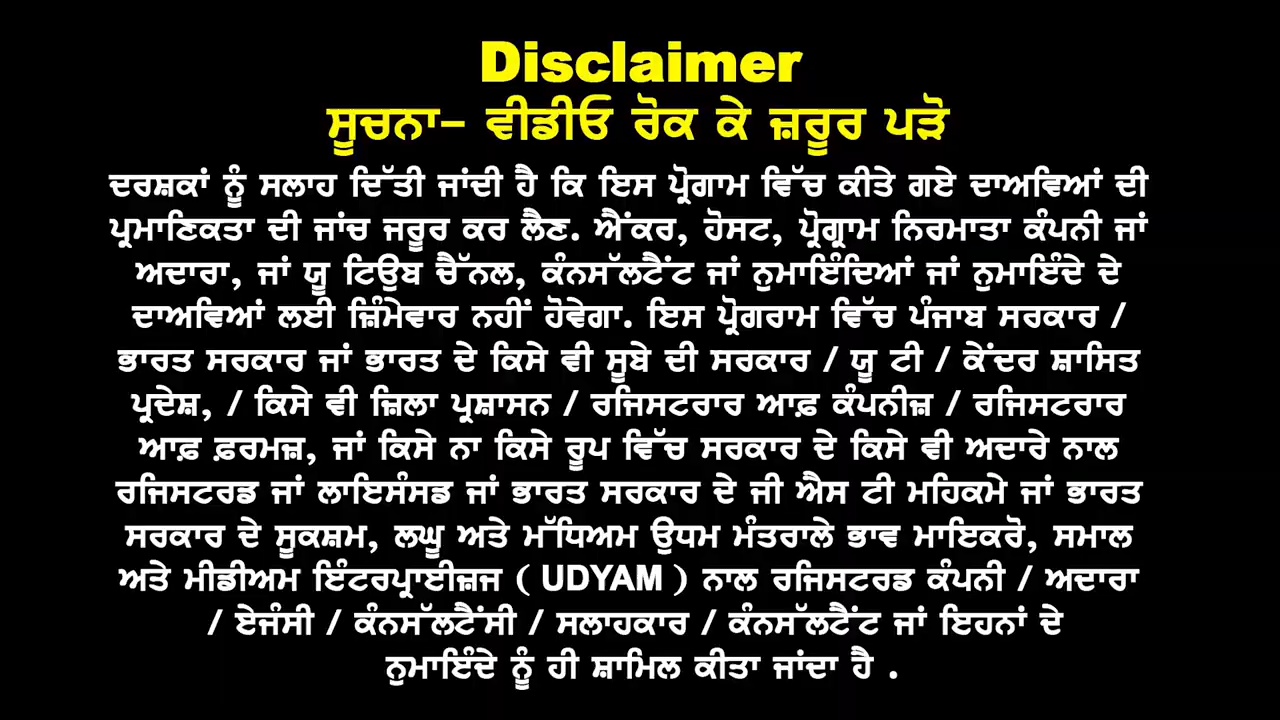 Disclaimer
ਸੂਚਨਾ- ਵੀਡੀਓ ਰੋਕ ਕੇ ਜ਼ਰੂਰ ਪੜੋ
ਦਰਸ਼ਕਾਂ ਨੂੰ ਸਲਾਹ ਦਿੱਤੀ ਜਾਂਦੀ ਹੈ ਕਿ ਇਸ ਪ੍ਰੋਗਾਮ ਵਿੱਚ ਕੀਤੇ ਗਏ ਦਾਅਵਿਆਂ ਦੀ
ਪ੍ਰਮਾਣਿਕਤਾ ਦੀ ਜਾਂਚ ਜਰੂਰ ਕਰ ਲੈਣ. ਐਂਕਰ, ਹੋਸਟ, ਪ੍ਰੋਗ੍ਰਾਮ ਨਿਰਮਾਤਾ ਕੰਪਨੀ ਜਾਂ
ਅਦਾਰਾ, ਜਾਂ ਯੂ ਟਿਉਬ ਚੈੱਨਲ, ਕੰਨਸੱਲਟੈਂਟ ਜਾਂ ਨੁਮਾਇੰਦਿਆਂ ਜਾਂ ਨੁਮਾਇੰਦੇ ਦੇ
ਦਾਅਵਿਆਂ ਲਈ ਜ਼ਿੰਮੇਵਾਰ ਨਹੀਂ ਹੋਵੇਗਾ. ਇਸ ਪ੍ਰੋਗਰਾਮ ਵਿੱਚ ਪੰਜਾਬ ਸਰਕਾਰ /
ਭਾਰਤ ਸਰਕਾਰ ਜਾਂ ਭਾਰਤ ਦੇ ਕਿਸੇ ਵੀ ਸੂਬੇ ਦੀ ਸਰਕਾਰ / ਯੂ ਟੀ / ਕੇਂਦਰ ਸ਼ਾਸਿਤ
ਪ੍ਰਦੇਸ਼, / ਕਿਸੇ ਵੀ ਜ਼ਿਲਾ ਪ੍ਰਸ਼ਾਸਨ / ਰਜਿਸਟਰਾਰ ਆਫ਼ ਕੰਪਨੀਜ਼ / ਰਜਿਸਟਰਾਰ
ਆਫ਼ ਫ਼ਰਮਜ਼, ਜਾਂ ਕਿਸੇ ਨਾ ਕਿਸੇ ਰੂਪ ਵਿੱਚ ਸਰਕਾਰ ਦੇ ਕਿਸੇ ਵੀ ਅਦਾਰੇ ਨਾਲ
ਰਜਿਸਟਰਡ ਜਾਂ ਲਾਇਸੰਸਡ ਜਾਂ ਭਾਰਤ ਸਰਕਾਰ ਦੇ ਜੀ ਐਸ ਟੀ ਮਹਿਕਮੇ ਜਾਂ ਭਾਰਤ
ਸਰਕਾਰ ਦੇ ਸੂਕਸ਼ਮ, ਲਘੂ ਅਤੇ ਮੱਧਿਅਮ ਉਧਮ ਮੰਤਰਾਲੇ ਭਾਵ ਮਾਇਕਰੋ, ਸਮਾਲ
ਅਤੇ ਮੀਡੀਅਮ ਇੰਟਰਪ੍ਰਾਈਜ਼ਜ ( UDYAM ) ਨਾਲ ਰਜਿਸਟਰਡ ਕੰਪਨੀ / ਅਦਾਰਾ
/ ਏਜੰਸੀ / ਕੰਨਸੱਲਟੈਂਸੀ / ਸਲਾਹਕਾਰ / ਕੰਨਸੱਲਟੈਂਟ ਜਾਂ ਇਹਨਾਂ ਦੇ
ਨੁਮਾਇੰਦੇ ਨੂੰ ਹੀ ਸ਼ਾਮਿਲ ਕੀਤਾ ਜਾਂਦਾ ਹੈ .